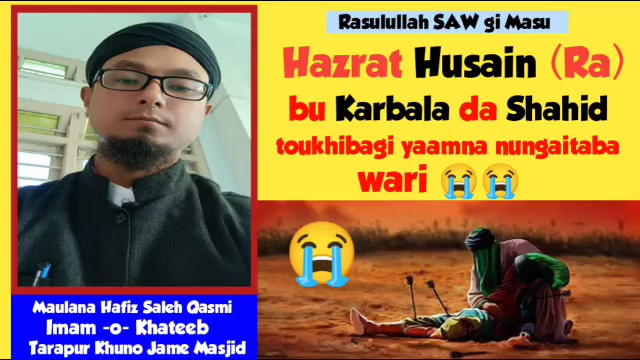 Rasulullah SAW gi Masu
Hazrat Husain (Ra)
bu Karbala da Shahid
toukhibagi yaamna nungaitaba
wari 😭😭
Maulana Hafiz Saleh Qasmi
Imam -o- Khateeb
Tarapur Khuno Jame Masjid